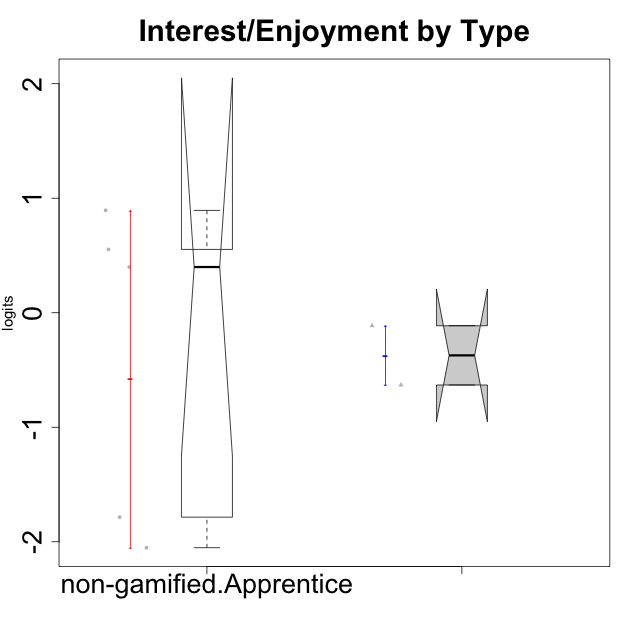 Interest/Enjoyment by Type
2
1
0
-1
-2
logits
non-gamified.Apprentice